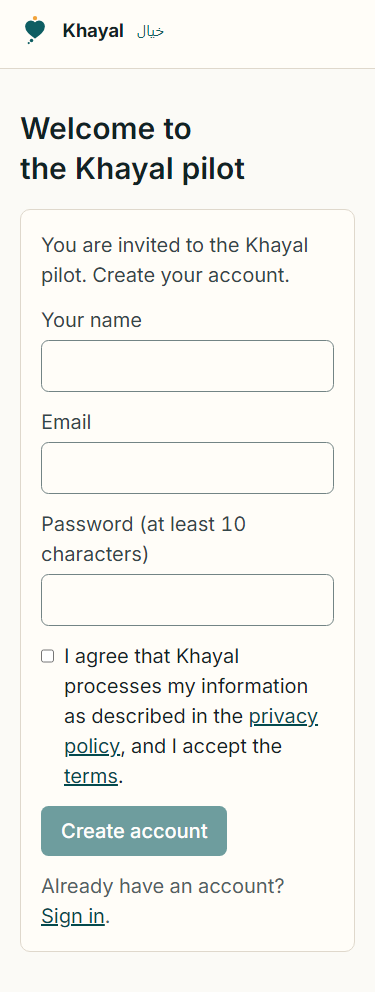 Khayal خيال
Welcome to
the Khayal pilot
You are invited to the Khayal
pilot. Create your account.
Your name
Email
Password (at least 10
characters)
I agree that Khayal
processes my information
as described in the privacy
policy, and I accept the
terms.
Create account
Already have an account?
Sign in.